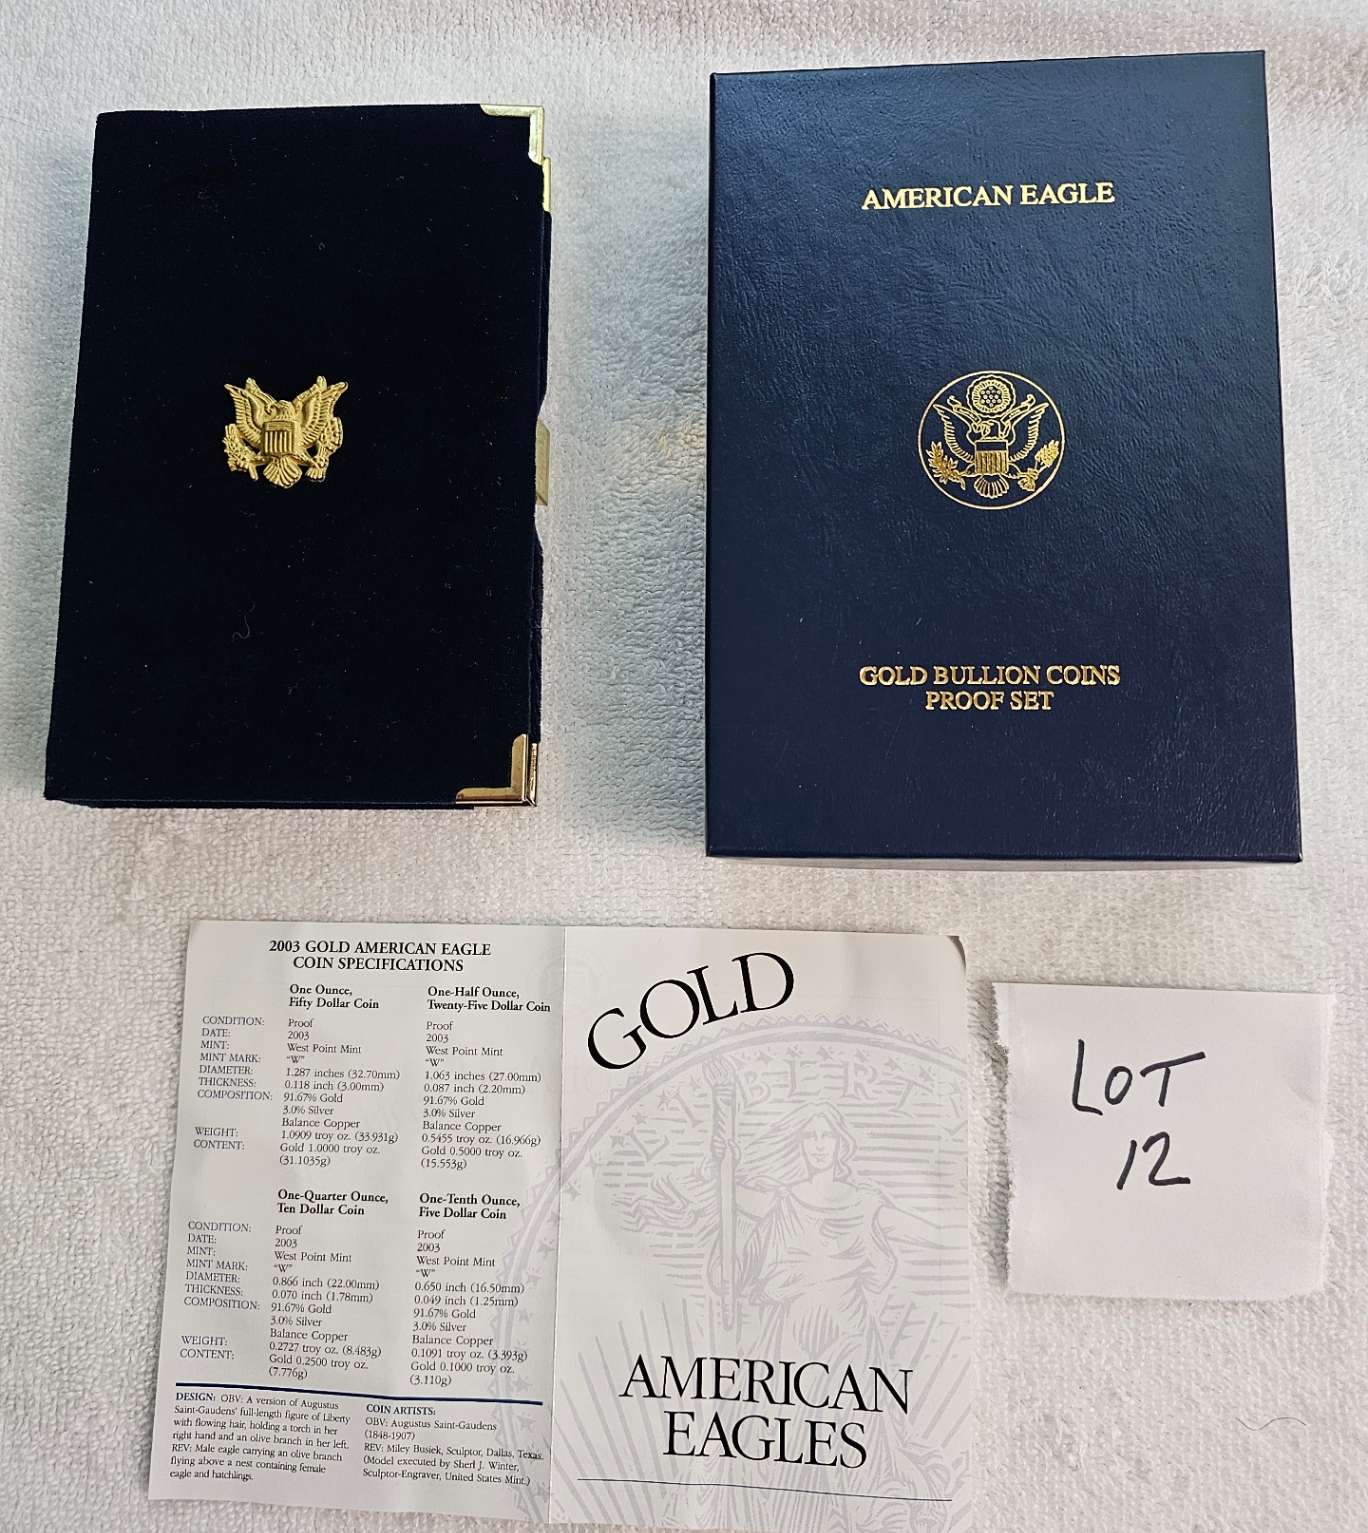 AMERICAN EAGLE
GOLD BULLION COINS
PROOF SET
2003 GOLD AMERICAN EAGLE
COIN SPECIFICATIONS
One Ounce,
Fifty Dollar Coin
One-Half Ounce,
Twenty-Five Dollar Coin
CONDITION: Proof Proof
DATE: 2003 2003
MINT: West Point Mint West Point Mint
MINT MARK: "W" "W"
DIAMETER: 1.287 inches (32.70mm) 1.063 inches (27.00mm)
THICKNESS: 0.118 inch (3.00mm) 0.087 inch (2.20mm)
COMPOSITION: 91.67% Gold 91.67% Gold
3.0% Silver 3.0% Silver
Balance Copper Balance Copper
WEIGHT: 1.0909 troy oz. (33.931g) 0.5455 troy oz. (16.966g)
CONTENT: Gold 1.0000 troy oz. Gold 0.5000 troy oz.
(31.1035g) (15.553g)
One-Quarter Ounce,
Ten Dollar Coin
One-Tenth Ounce,
Five Dollar Coin
CONDITION: Proof Proof
DATE: 2003 2003
MINT: West Point Mint West Point Mint
MINT MARK: "W" "W"
DIAMETER: 0.866 inch (22.00mm) 0.650 inch (16.50mm)
THICKNESS: 0.070 inch (1.78mm) 0.049 inch (1.25mm)
COMPOSITION: 91.67% Gold 91.67% Gold
3.0% Silver 3.0% Silver
Balance Copper Balance Copper
WEIGHT: 0.2727 troy oz. (8.483g) 0.1091 troy oz. (3.393g)
CONTENT: Gold 0.2500 troy oz. Gold 0.1000 troy oz.
(7.776g) (3.110g)
DESIGN: OBV: A version of Augustus
Saint-Gaudens' full-length figure of Liberty
with flowing hair, holding a torch in her
right hand and an olive branch in her left.
REV: Male eagle carrying an olive branch
flying above a nest containing female
eagle and hatchlings.
COIN ARTISTS:
OBV: Augustus Saint-Gaudens
(1848-1907)
REV: Miley Busiek, Sculptor, Dallas, Texas.
(Model executed by Sherl J. Winter,
Sculptor-Engraver, United States Mint.)
GOLD
LIBERTY
AMERICAN
EAGLES
LOT
12